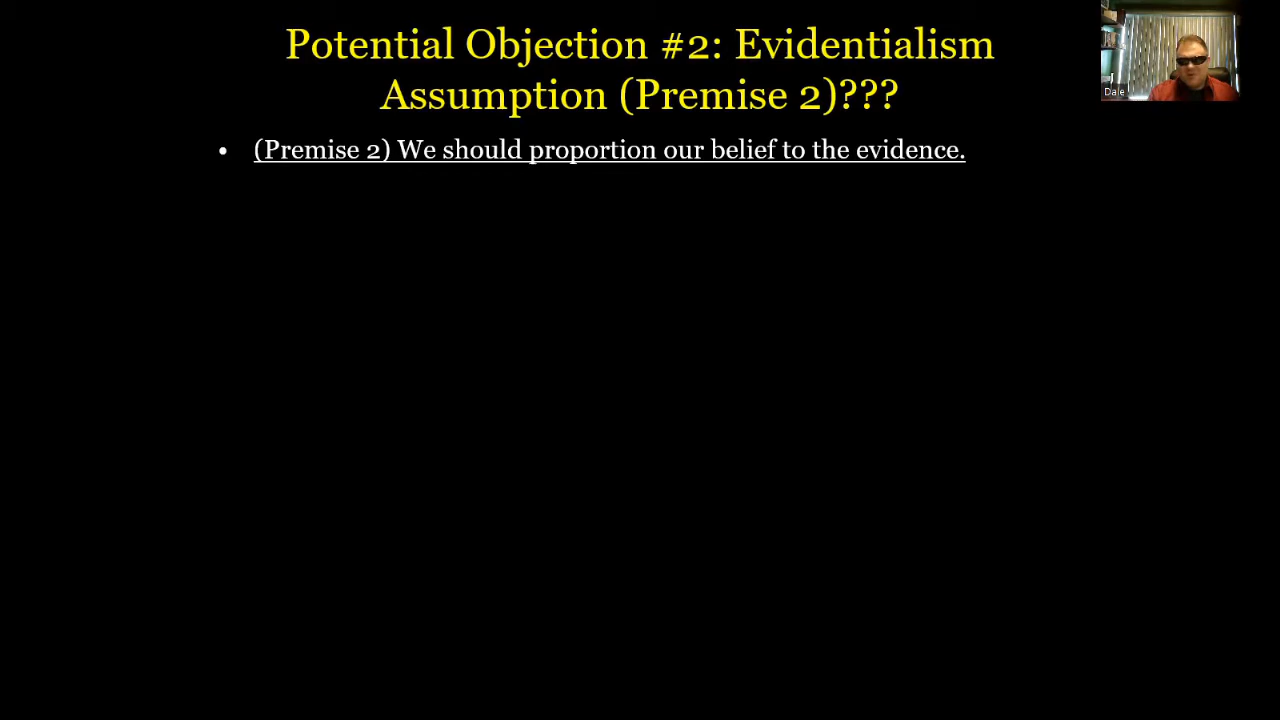 Potential Objection #2: Evidentialism
Assumption (Premise 2)???
• (Premise 2) We should proportion our belief to the evidence.
Dale